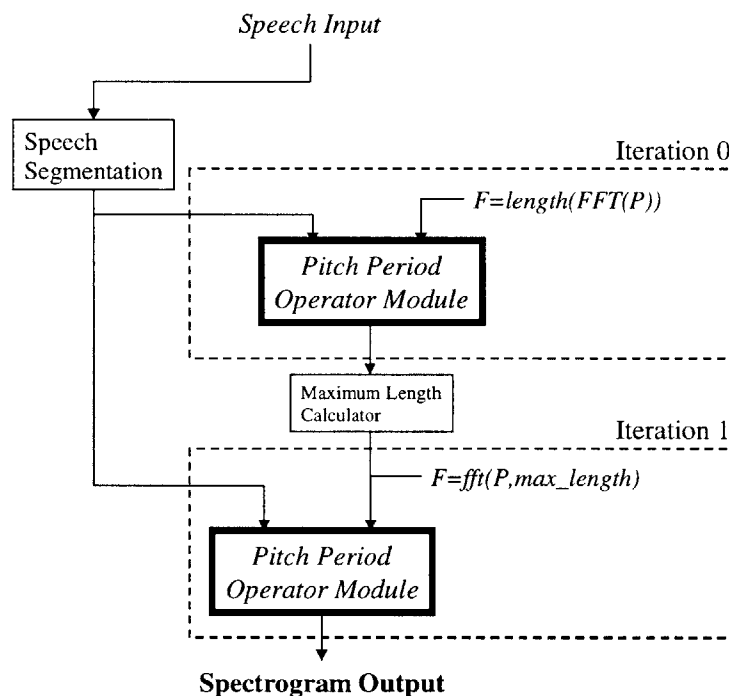 Speech Input
Speech
Segmentation
Iteration 0
F=length(FFT(P))
Pitch Period
Operator Module
Maximum Length
Calculator
Iteration 1
F=fft(P,max_length)
Pitch Period
Operator Module
Spectrogram Output